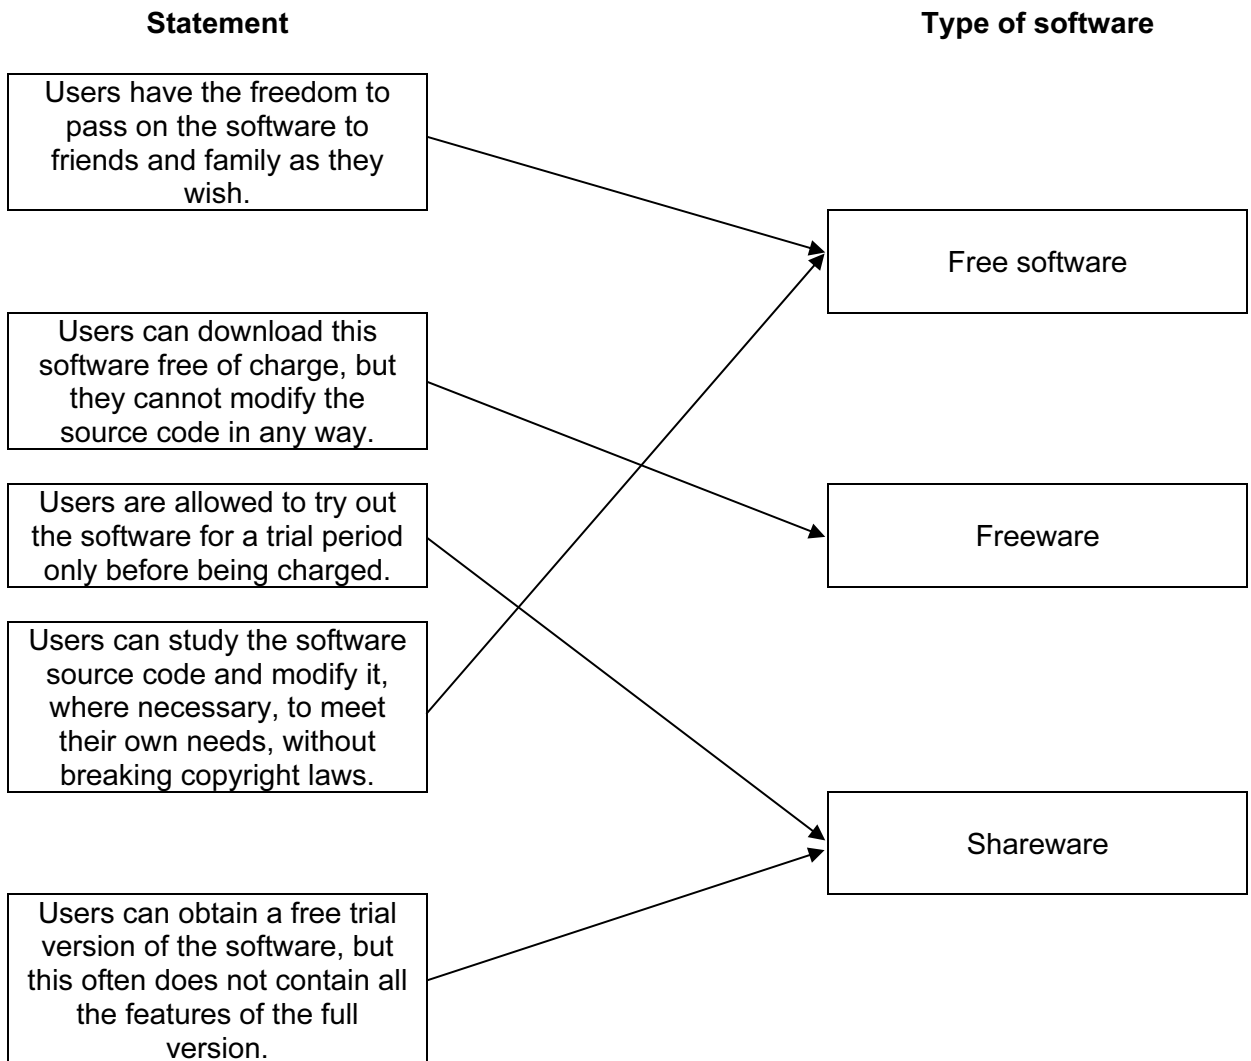 Statement
Type of software
Users have the freedom to
pass on the software to
friends and family as they
wish.
Free software
Users can download this
software free of charge, but
they cannot modify the
source code in any way.
Users are allowed to try out
the software for a trial period
only before being charged.
Freeware
Users can study the software
source code and modify it,
where necessary, to meet
their own needs, without
breaking copyright laws.
Shareware
Users can obtain a free trial
version of the software, but
this often does not contain all
the features of the full
version.